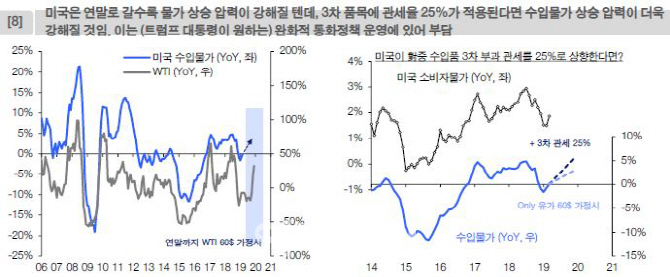 [8]
미국은 연말로 갈수록 물가 상승 압력이 강해질 텐데, 3차 품목에 관세율 25%가 적용된다면 수입물가 상승 압력이 더욱
강해질 것임. 이는 (트럼프 대통령이 원하는) 완화적 통화정책 운영에 있어 부담
25%
20%
15%
10%
5%
0%
-5%
-10%
-15%
-20%
-25%
미국 수입물가 (YoY, 좌)
WTI (YoY, 우)
200%
150%
100%
50%
0%
-50%
-100%
연말까지 WTI 60$ 가정시
06 07 08 09 10 11 12 13 14 15 16 17 18 19 20 21
미국이 對중 수입품 3차 부과 관세를 25%로 상향한다면?
4%
3%
2%
1%
0%
-1%
미국 소비자물가 (YoY, 좌)
+ 3차 관세 25%
10%
5%
0%
-5%
-10%
-15%
Only 유가 60$ 가정시
수입물가 (YoY, 우)
14 15 16 17 18 19 20 21